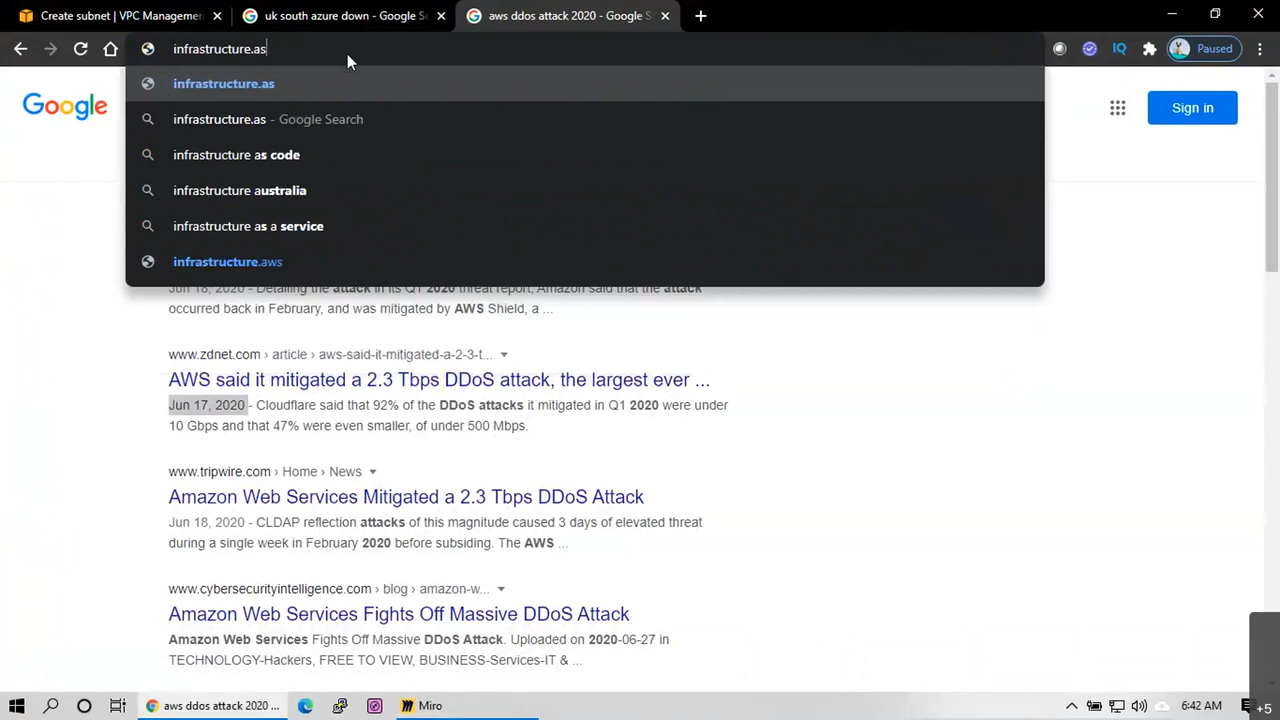 Create subnet | VPC Managemen
uk south azure down - Google Se
aws ddos attack 2020 - Google S
infrastructure.as
IQ
Paused
infrastructure.as
infrastructure.as - Google Search
infrastructure as code
infrastructure australia
infrastructure as a service
infrastructure.aws
Google
Sign in
Jun 18, 2020 - Detailing the attack in its Q1 2020 threat report, Amazon said that the attack
occurred back in February, and was mitigated by AWS Shield, a ...
www.zdnet.com › article › aws-said-it-mitigated-a-2-3-t...
AWS said it mitigated a 2.3 Tbps DDoS attack, the largest ever ...
Jun 17, 2020 - Cloudflare said that 92% of the DDoS attacks it mitigated in Q1 2020 were under
10 Gbps and that 47% were even smaller, of under 500 Mbps.
www.tripwire.com › Home › News
Amazon Web Services Mitigated a 2.3 Tbps DDoS Attack
Jun 18, 2020 - CLDAP reflection attacks of this magnitude caused 3 days of elevated threat
during a single week in February 2020 before subsiding. The AWS ...
www.cybersecurityintelligence.com › blog › amazon-w...
Amazon Web Services Fights Off Massive DDoS Attack
Amazon Web Services Fights Off Massive DDoS Attack. Uploaded on 2020-06-27 in
TECHNOLOGY-Hackers, FREE TO VIEW, BUSINESS-Services-IT & ...
aws ddos attack 2020 ...
Miro
6:42 AM
+5